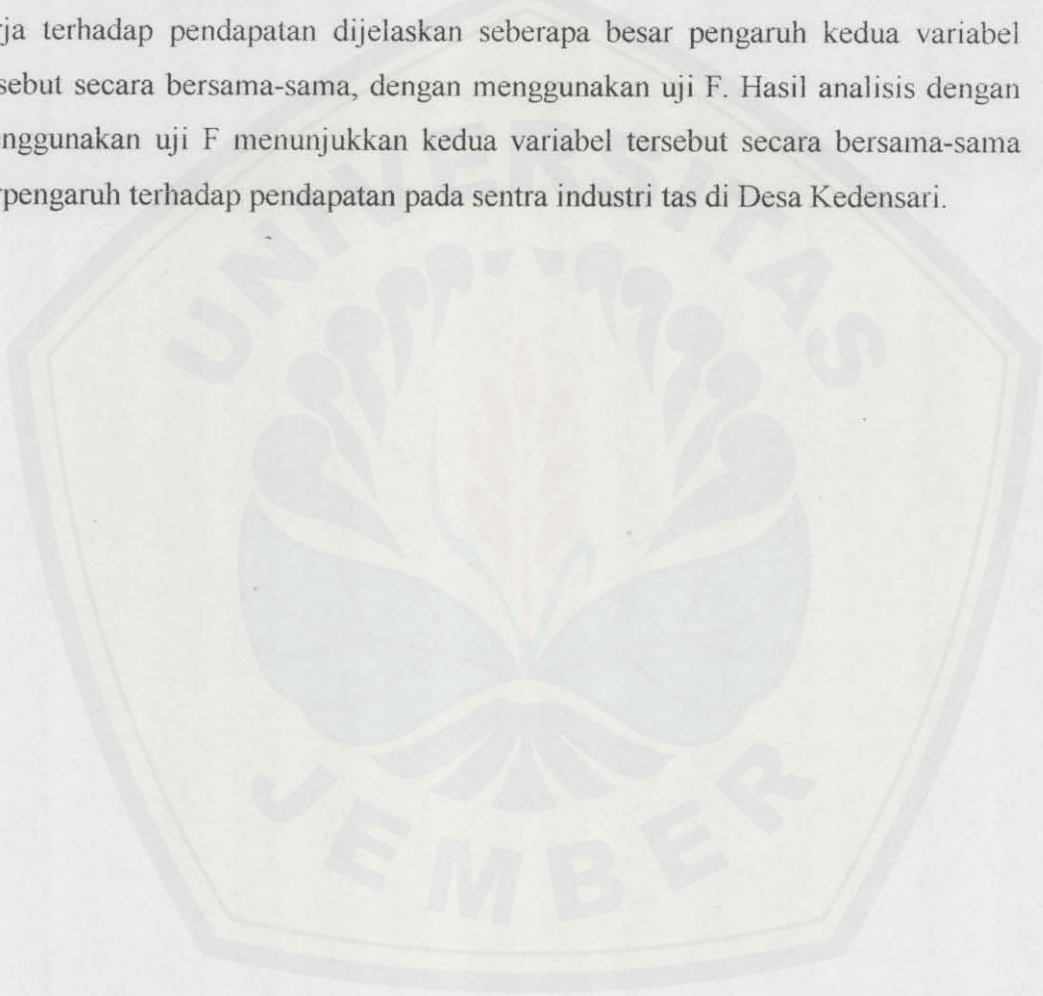 rja terhadap pendapatan dijelaskan seberapa besar pengaruh kedua variabel
sebut secara bersama-sama, dengan menggunakan uji F. Hasil analisis dengan
nggunakan uji F menunjukkan kedua variabel tersebut secara bersama-sama
pengaruh terhadap pendapatan pada sentra industri tas di Desa Kedensari.
UNIVERSITAS
JEMBER